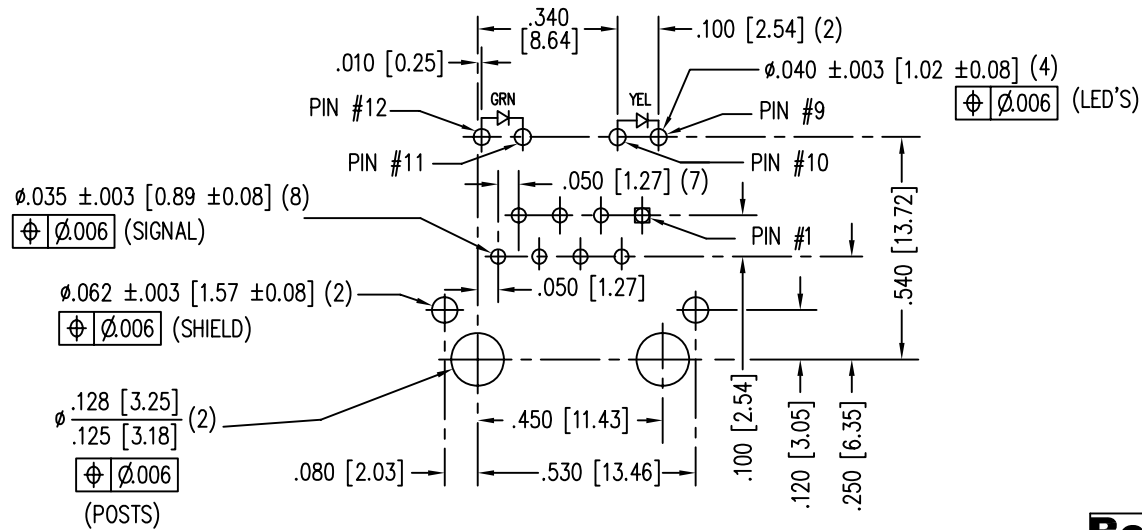 .340
[8.64]
.100 [2.54] (2)
.010 [0.25]
ø.040 ±.003 [1.02 ±0.08] (4)
⌖ Ø.006 (LED'S)
GRN
YEL
PIN #12
PIN #9
PIN #11
PIN #10
ø.035 ±.003 [0.89 ±0.08] (8)
⌖ Ø.006 (SIGNAL)
.050 [1.27] (7)
PIN #1
.540 [13.72]
ø.062 ±.003 [1.57 ±0.08] (2)
⌖ Ø.006 (SHIELD)
.050 [1.27]
ø .128 [3.25]
.125 [3.18] (2)
⌖ Ø.006
(POSTS)
.450 [11.43]
.080 [2.03]
.530 [13.46]
.100 [2.54]
.120 [3.05]
.250 [6.35]